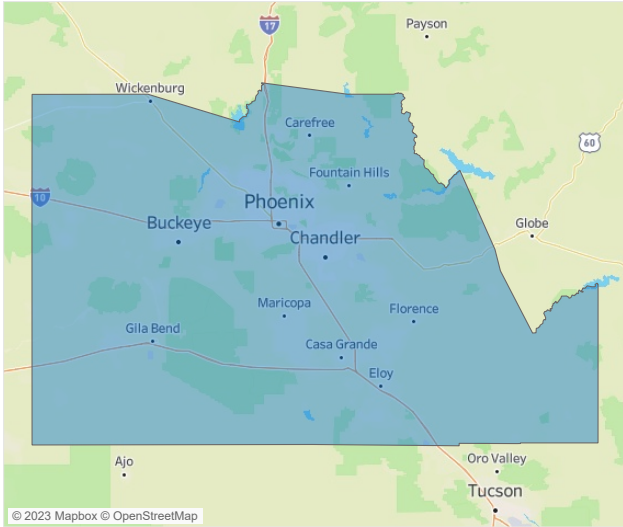 Payson
17
Wickenburg
Carefree
60
Fountain Hills
10
Phoenix
Buckeye
Globe
Chandler
Maricopa
Florence
Gila Bend
Casa Grande
Eloy
Ajo
Oro Valley
Tucson
© 2023 Mapbox © OpenStreetMap